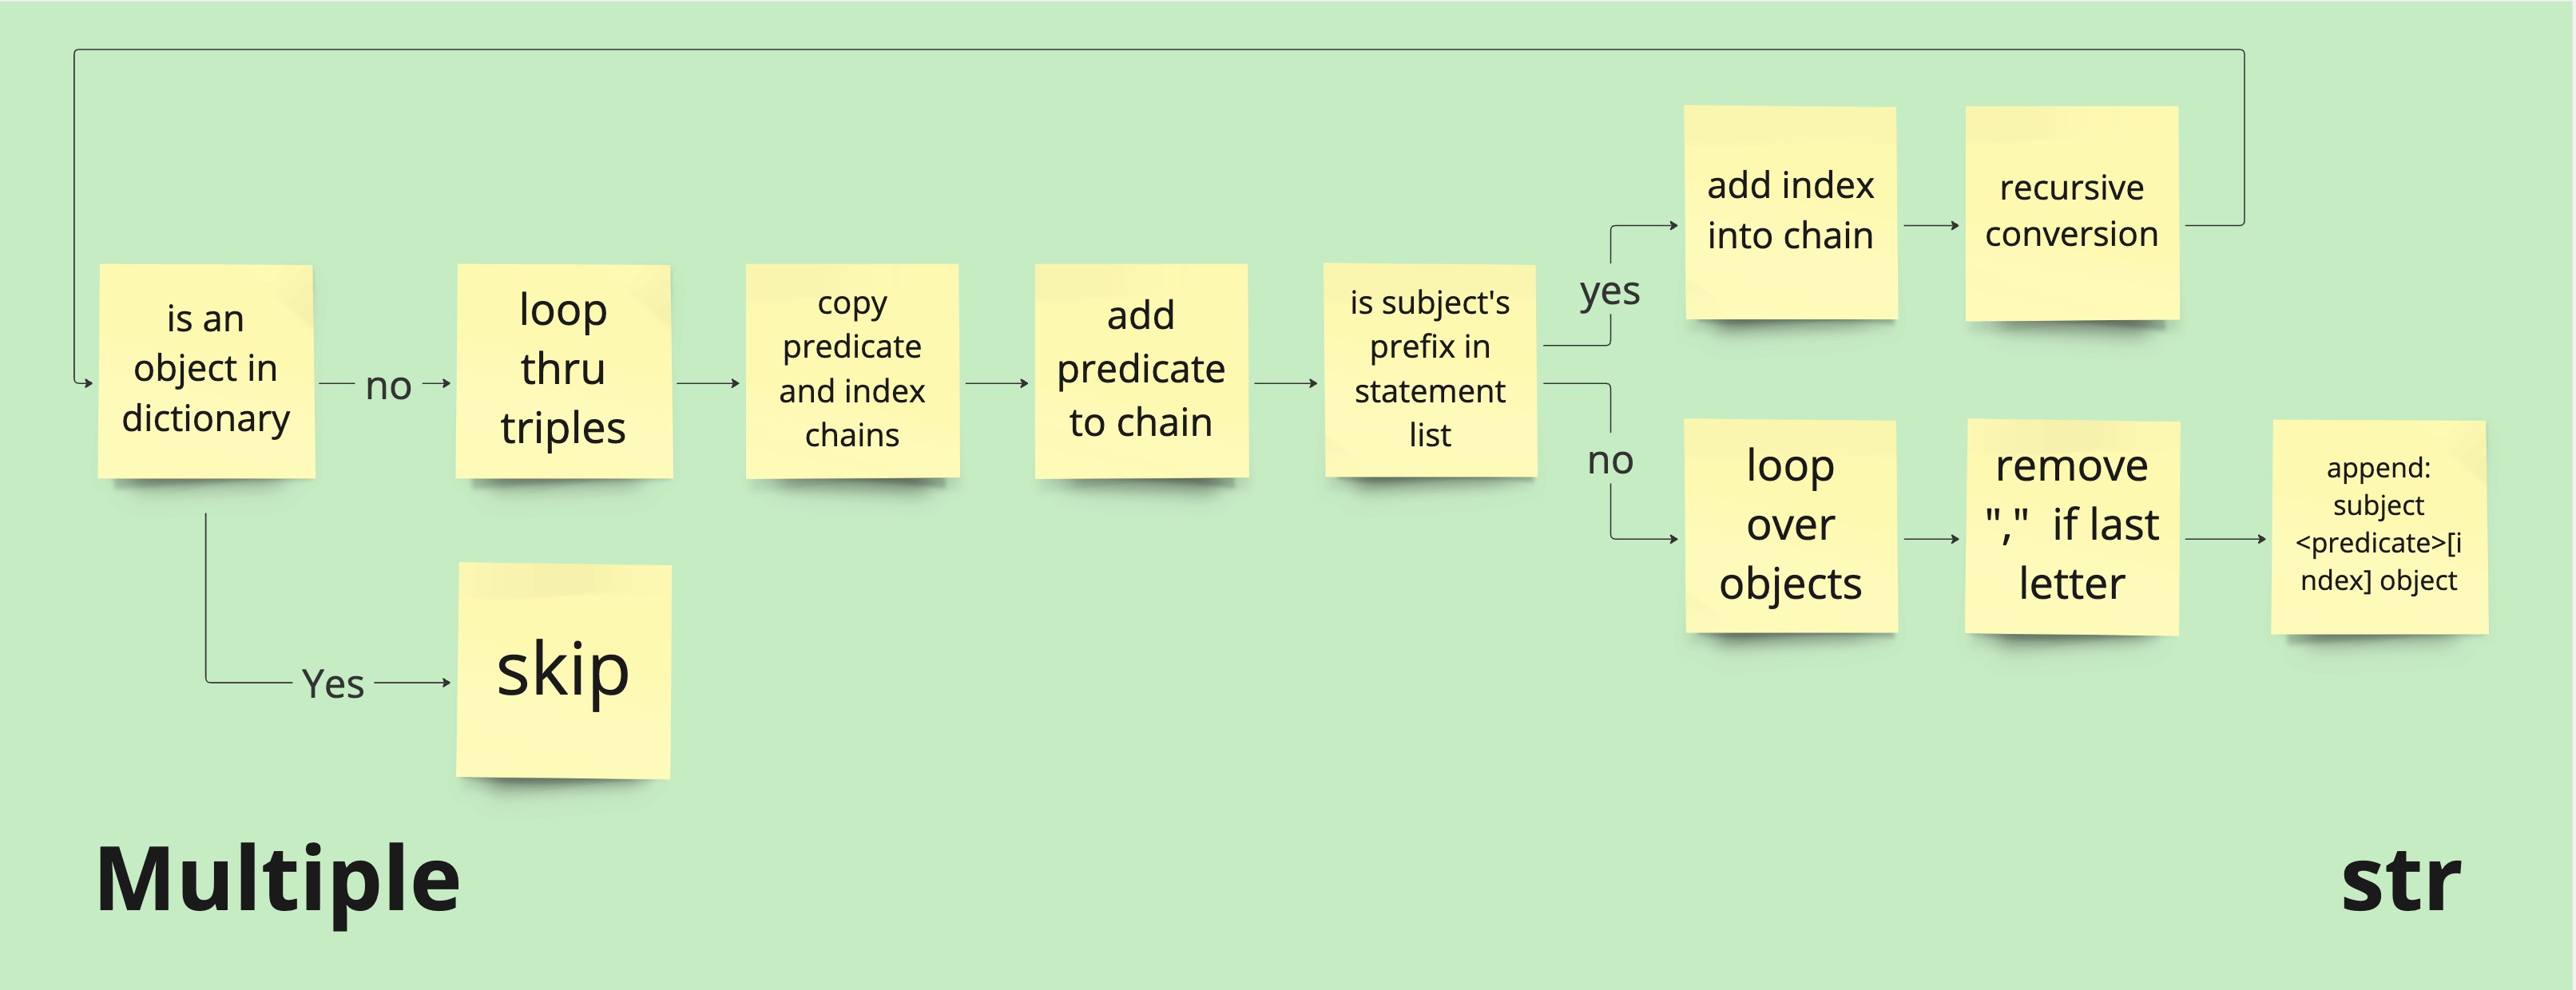 is an
object in
dictionary
no
loop
thru
triples
copy
predicate
and index
chains
add
predicate
to chain
is subject's
prefix in
statement
list
yes
add index
into chain
recursive
conversion
no
loop
over
objects
remove
"," if last
letter
append:
subject
<predicate>[i
ndex] object
Yes
skip
Multiple
str